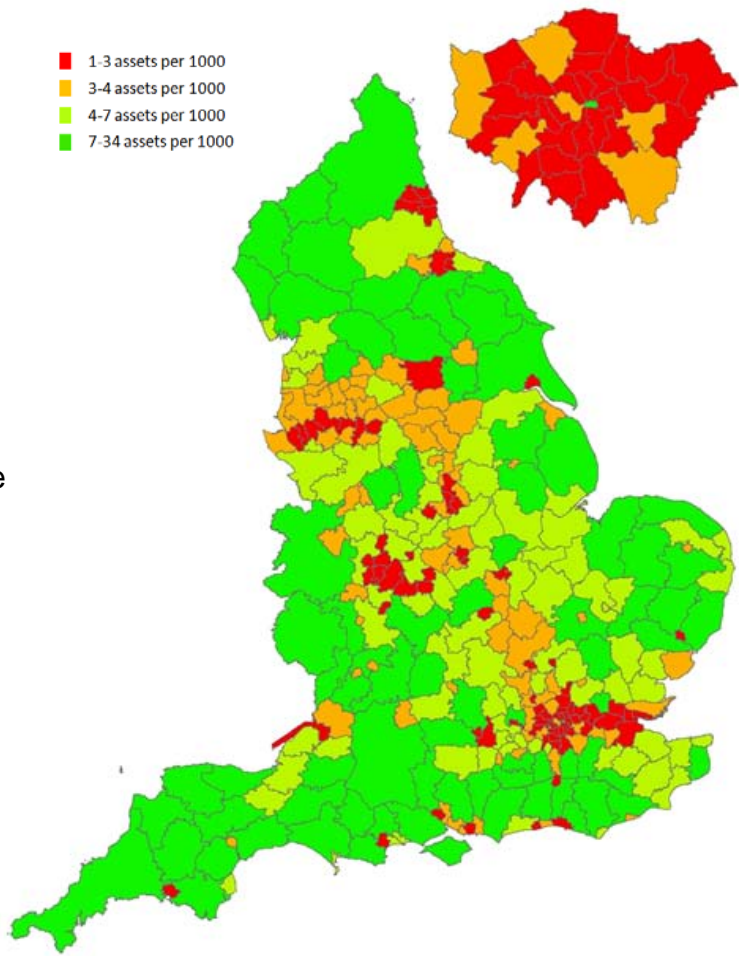 1-3 assets per 1000
3-4 assets per 1000
4-7 assets per 1000
7-34 assets per 1000
e